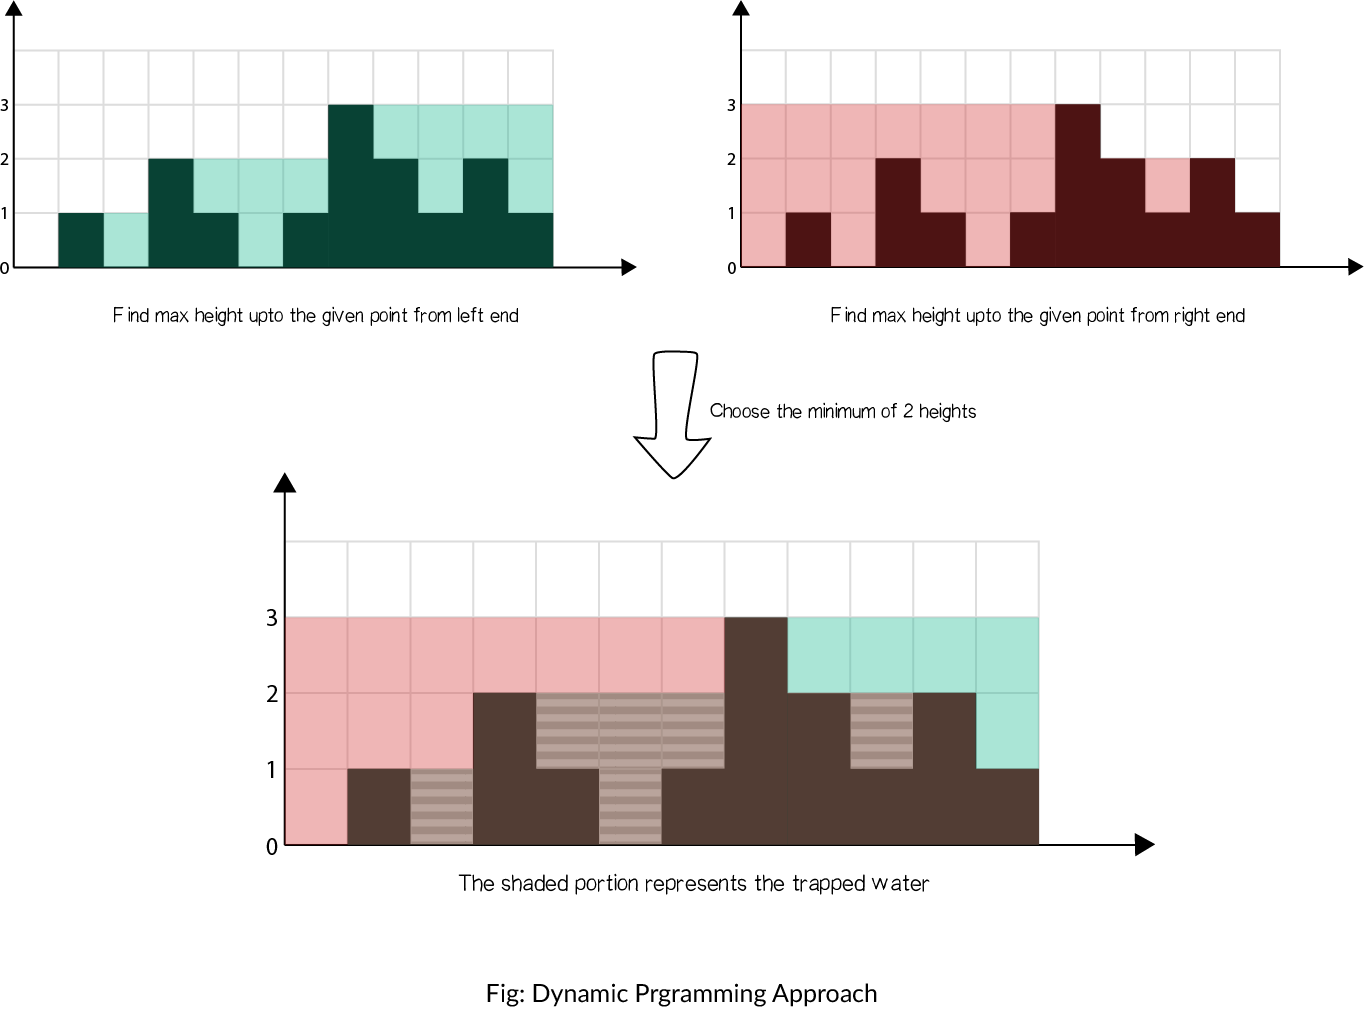 3
2
1
0
Find max height upto the given point from left end
3
2
1
0
Find max height upto the given point from right end
Choose the minimum of 2 heights
3
2
1
0
The shaded portion represents the trapped water
Fig: Dynamic Prgramming Approach